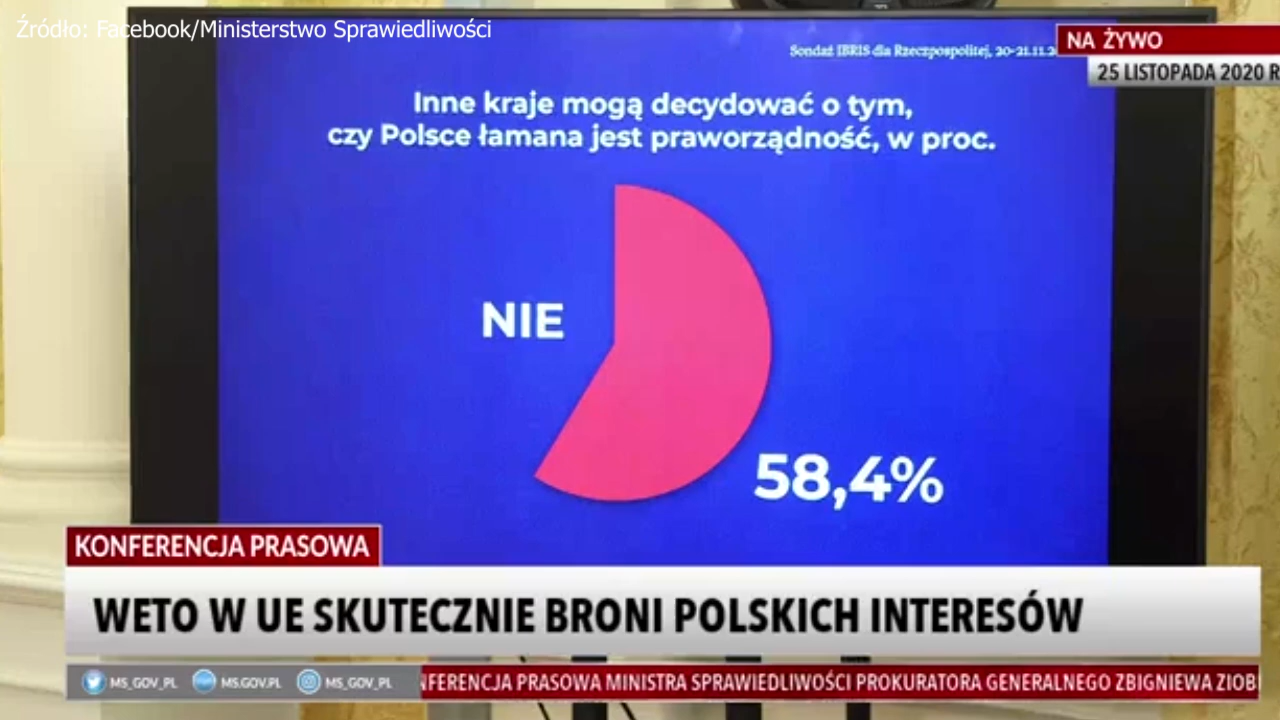 Źródło: Facebook/Ministerstwo Sprawiedliwości
NA ŻYWO
25 LISTOPADA 2020 R
Sondaż IBRIS dla Rzeczpospolitej, 20-21.11.2
Inne kraje mogą decydować o tym,
czy Polsce łamana jest praworządność, w proc.
NIE
58,4%
KONFERENCJA PRASOWA
WETO W UE SKUTECZNIE BRONI POLSKICH INTERESÓW
MS_GOV_PL MS.GOV.PL MS_GOV_PL NFERENCJA PRASOWA MINISTRA SPRAWIEDLIWOŚCI PROKURATORA GENERALNEGO ZBIGNIEWA ZIOB